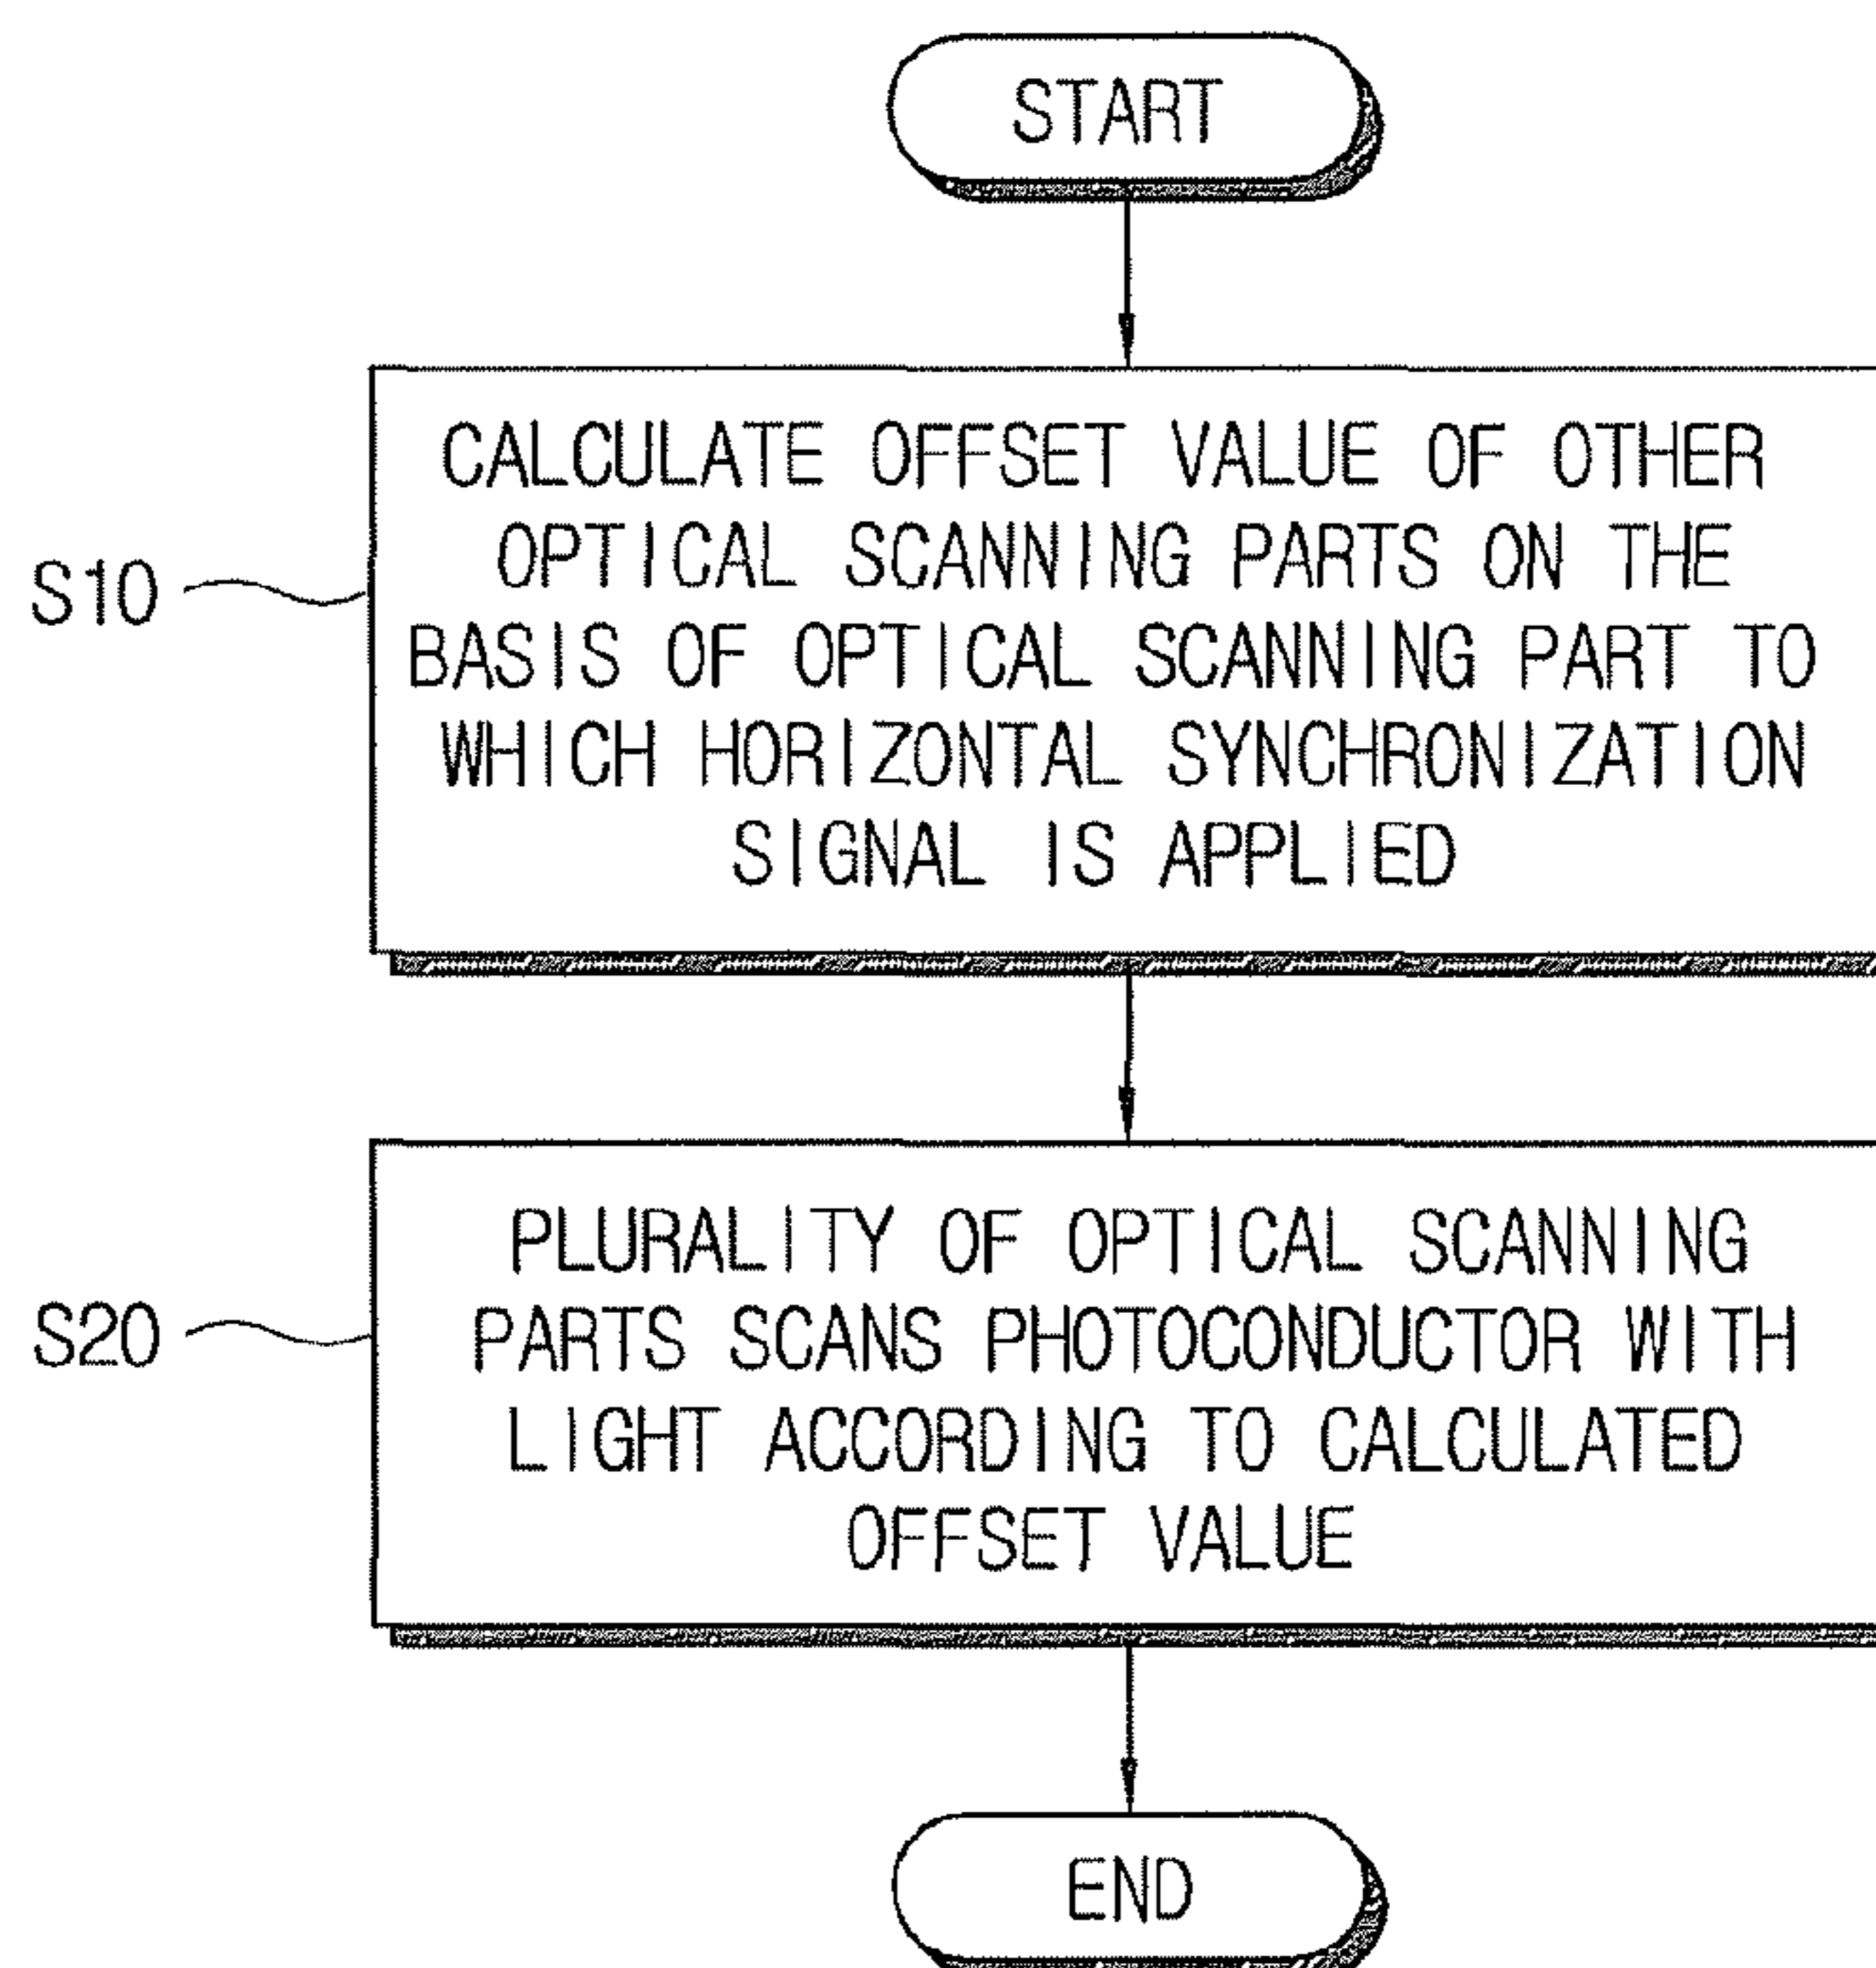 START
S10
CALCULATE OFFSET VALUE OF OTHER
OPTICAL SCANNING PARTS ON THE
BASIS OF OPTICAL SCANNING PART TO
WHICH HORIZONTAL SYNCHRONIZATION
SIGNAL IS APPLIED
S20
PLURALITY OF OPTICAL SCANNING
PARTS SCANS PHOTOCONDUCTOR WITH
LIGHT ACCORDING TO CALCULATED
OFFSET VALUE
END